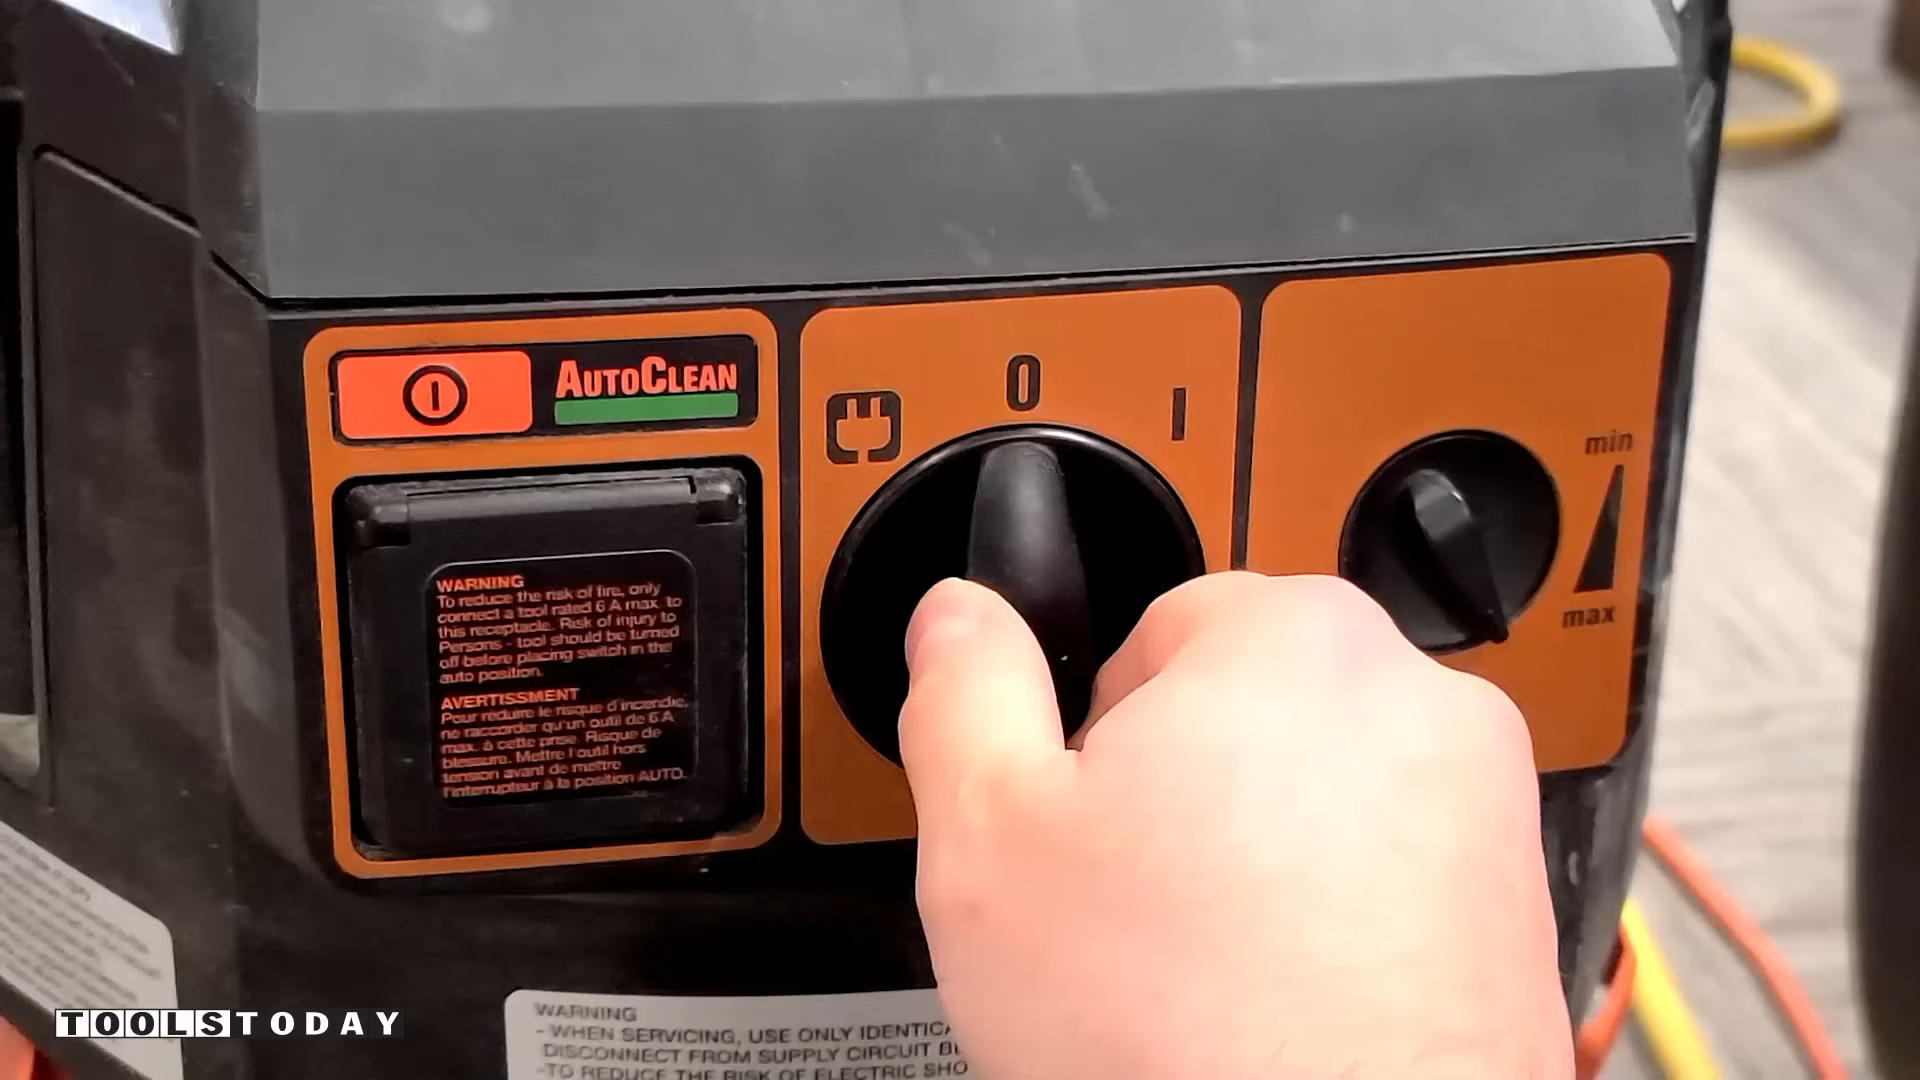 AUTOCLEAN
0
I
min
max
WARNING
To reduce the risk of fire, only
connect a tool rated 6 A max. to
this receptacle. Risk of injury to
Persons - tool should be turned
off before placing switch in the
auto position.
AVERTISSMENT
Pour reduire le risque d'incendie,
ne raccorder qu'un outil de 6 A
max. à cette prise. Risque de
blessure. Mettre l'outil hors
tension avant de mettre
l'interrupteur à la position AUTO.
TOOLSTODAY
WARNING
- WHEN SERVICING, USE ONLY
DISCONNECT FROM SUPPLY CIRCUIT
-TO REDUCE THE RISK OF ELECTRIC